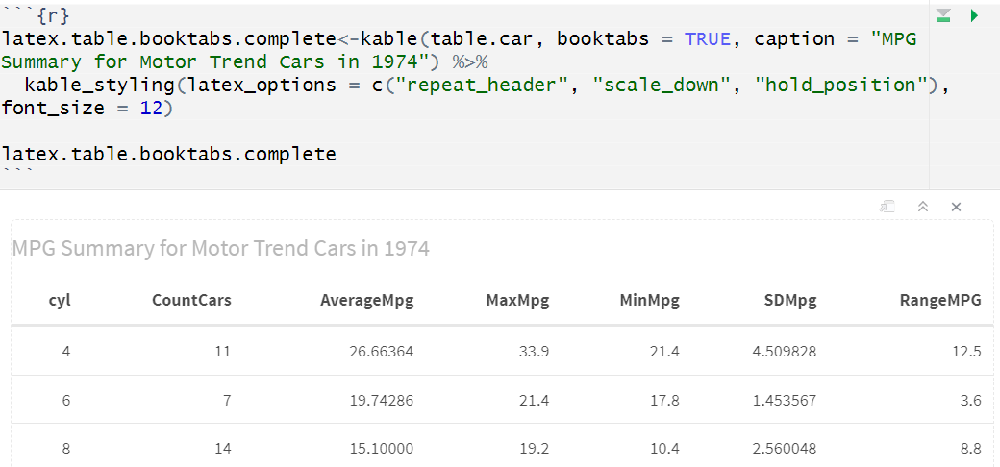 ```{r}
latex.table.booktabs.complete<-kable(table.car, booktabs = TRUE, caption = "MPG
Summary for Motor Trend Cars in 1974") %>%
  kable_styling(latex_options = c("repeat_header", "scale_down", "hold_position"),
font_size = 12)
latex.table.booktabs.complete
```
MPG Summary for Motor Trend Cars in 1974
cyl CountCars AverageMpg MaxMpg MinMpg SDMpg RangeMPG
4 11 26.66364 33.9 21.4 4.509828 12.5
6 7 19.74286 21.4 17.8 1.453567 3.6
8 14 15.10000 19.2 10.4 2.560048 8.8